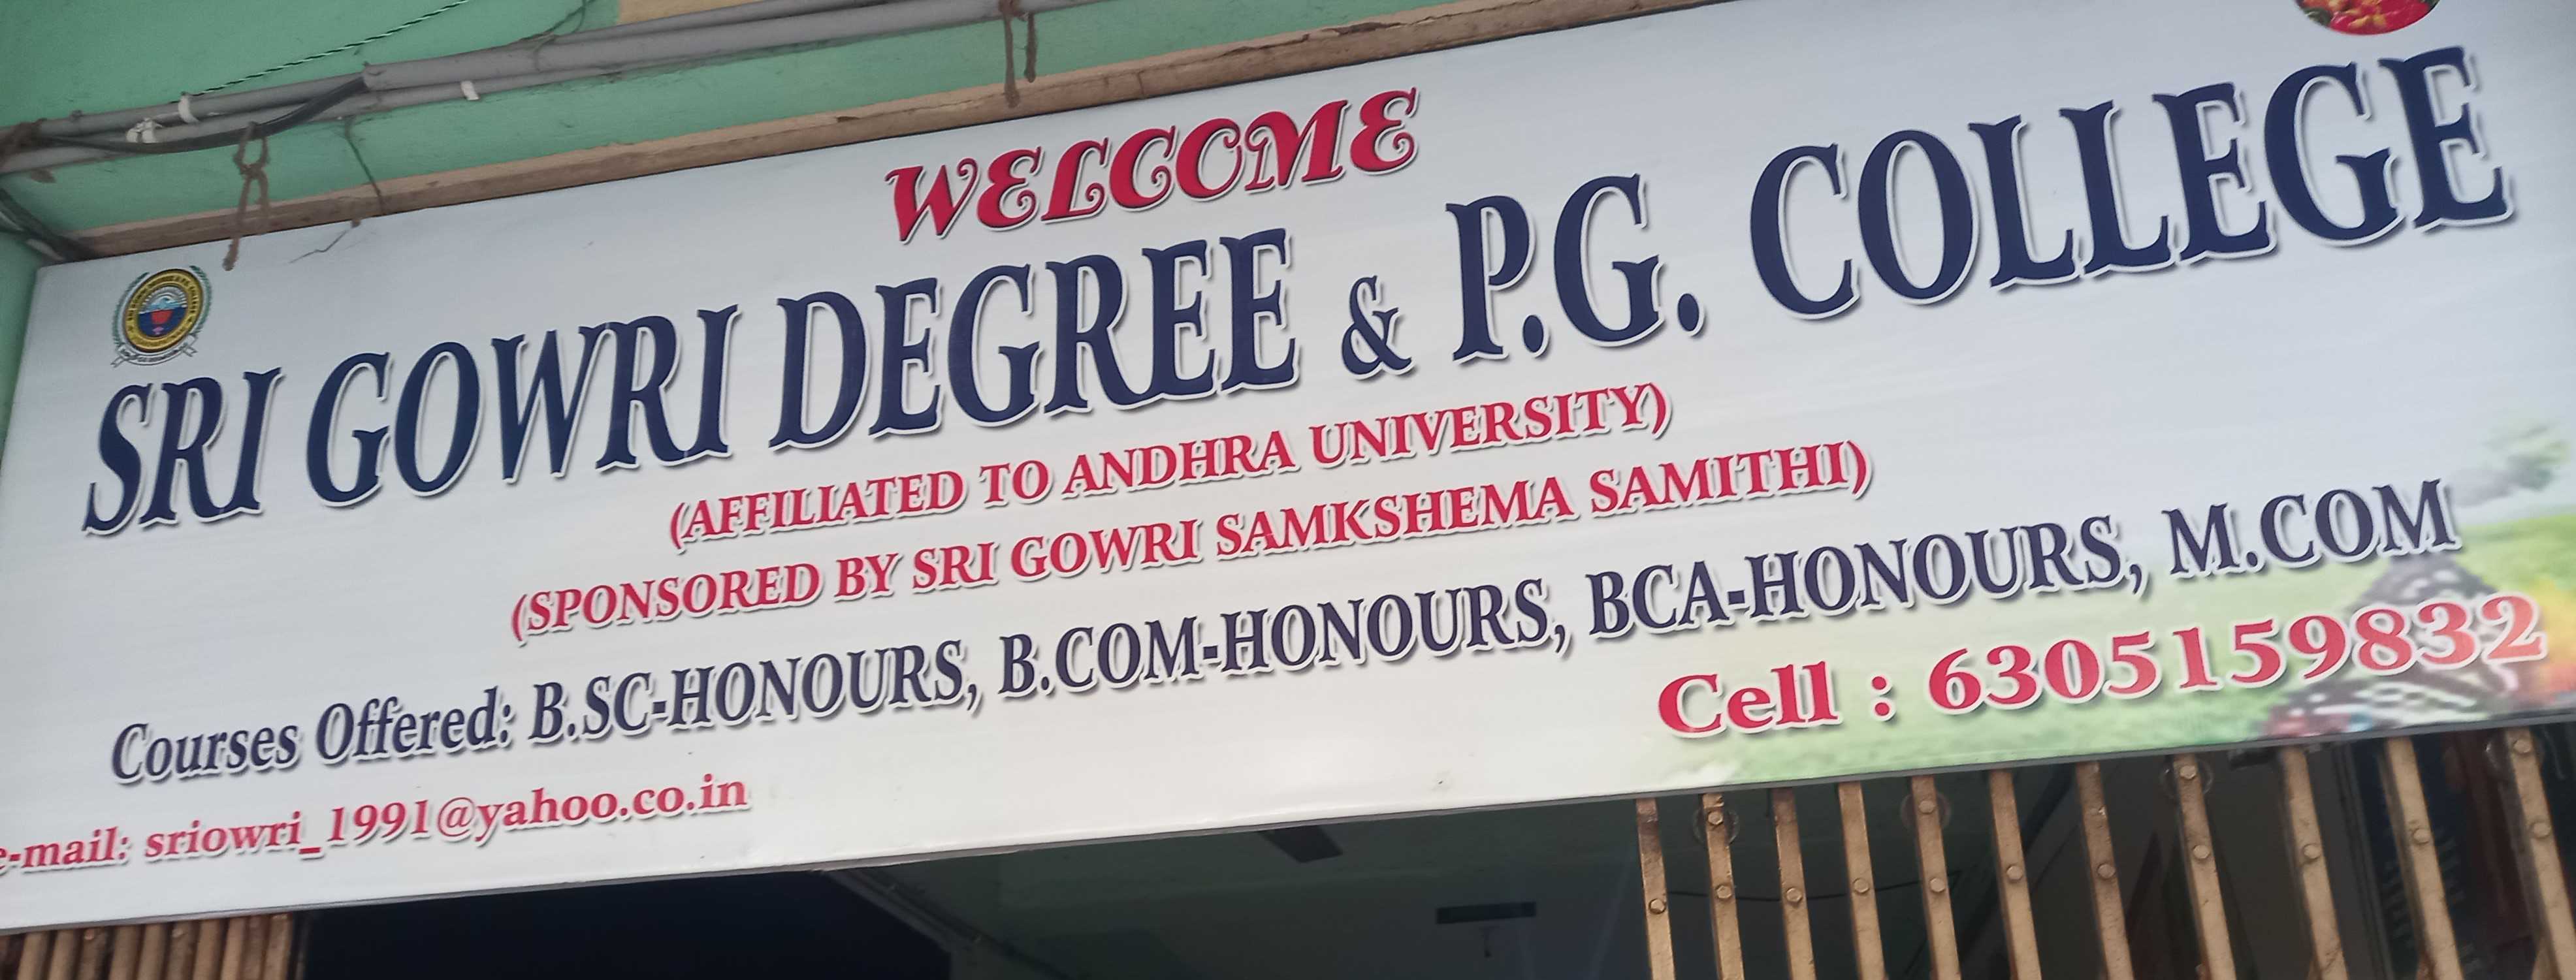 WELCOME
SRI GOWRI DEGREE & P.G. COLLEGE
(AFFILIATED TO ANDHRA UNIVERSITY)
(SPONSORED BY SRI GOWRI SAMKSHEMA SAMITHI)
Courses Offered: B.SC-HONOURS, B.COM-HONOURS, BCA-HONOURS, M.COM
Cell : 6305159832
e-mail: sriowri_1991@yahoo.co.in